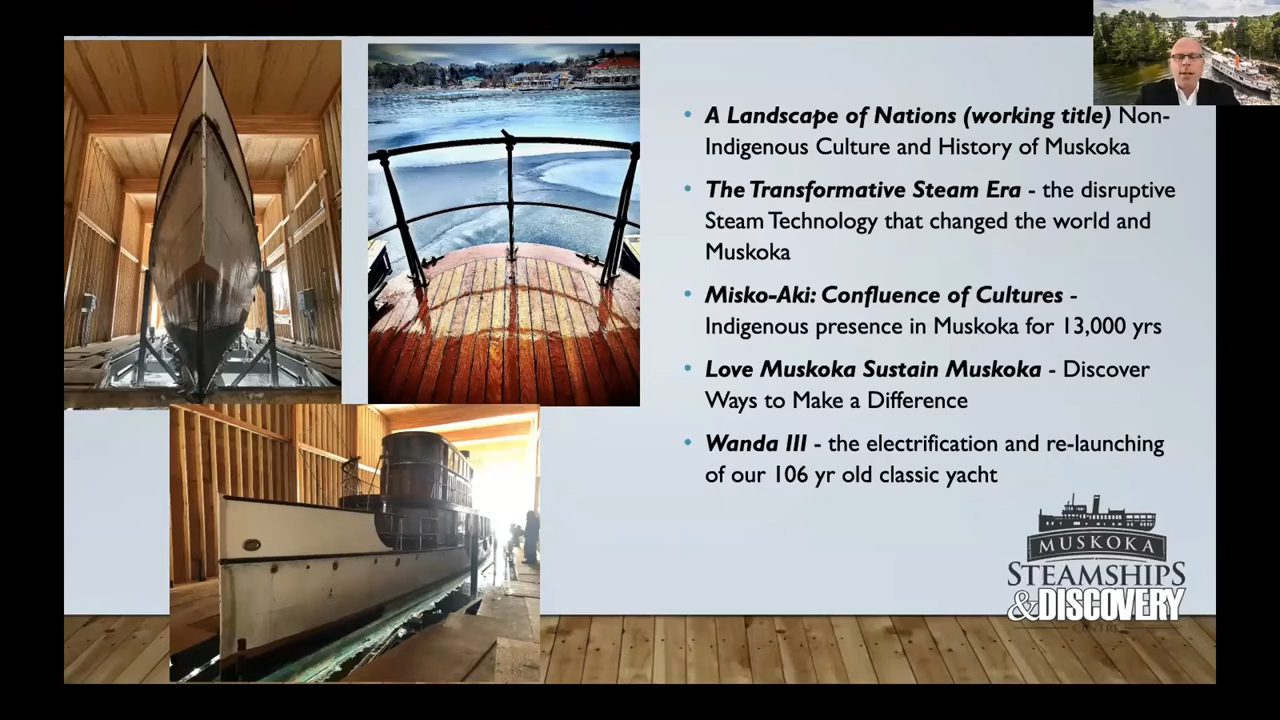 A Landscape of Nations (working title) Non-
Indigenous Culture and History of Muskoka
The Transformative Steam Era - the disruptive
Steam Technology that changed the world and
Muskoka
Misko-Aki: Confluence of Cultures -
Indigenous presence in Muskoka for 13,000 yrs
Love Muskoka Sustain Muskoka - Discover
Ways to Make a Difference
Wanda III - the electrification and re-launching
of our 106 yr old classic yacht
MUSKOKA
STEAMSHIPS
&DISCOVERY
CENTRE